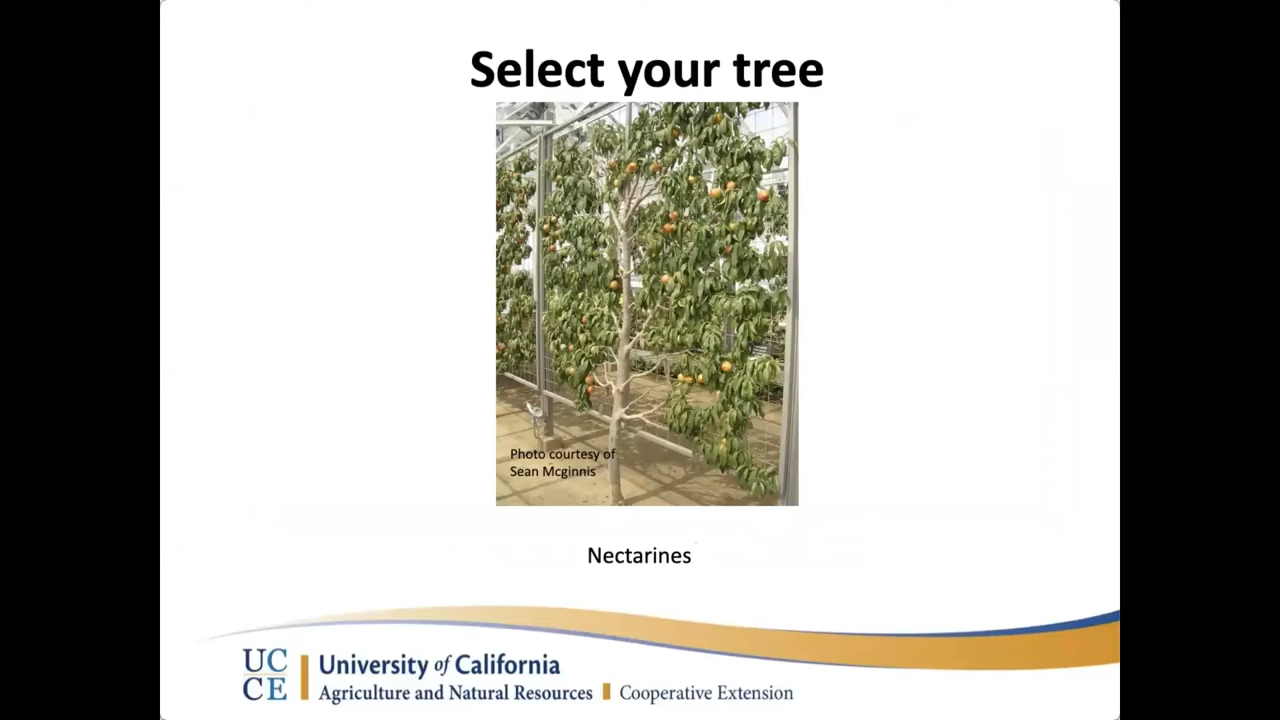 Select your tree
Photo courtesy of
Sean Mcginnis
Nectarines
UC
CE
University of California
Agriculture and Natural Resources
Cooperative Extension